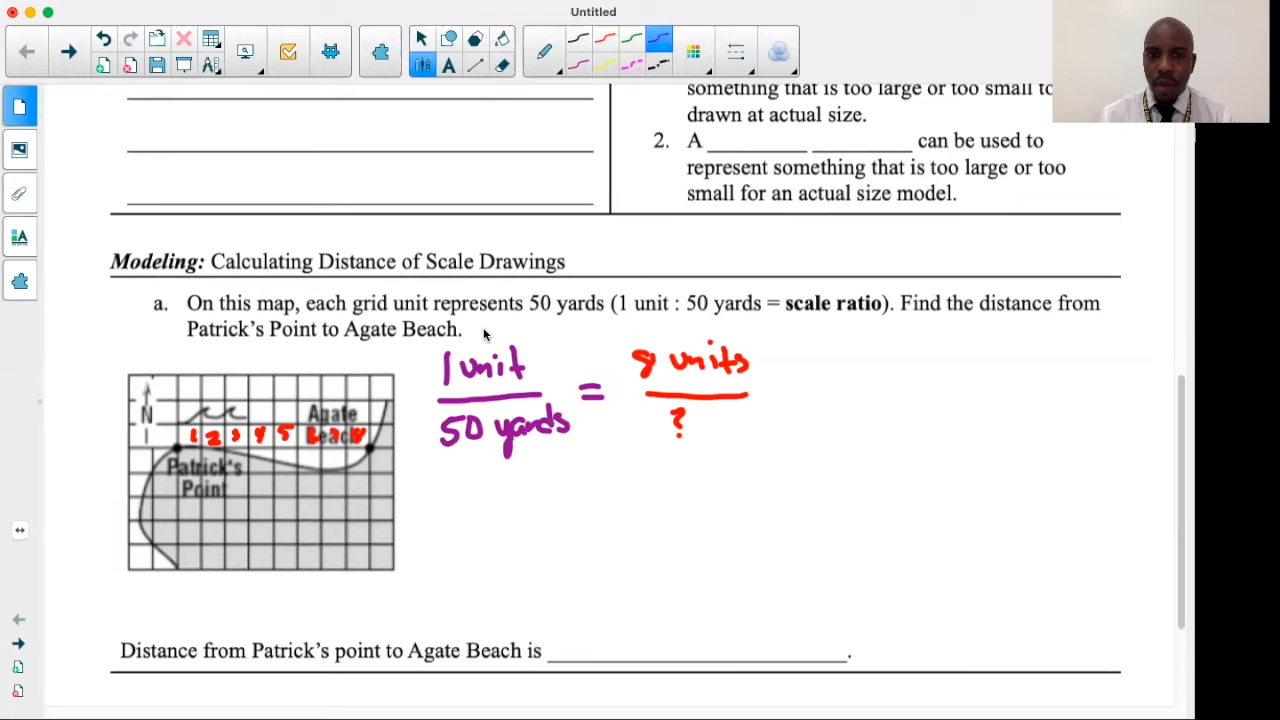 Untitled
something that is too large or too small to
drawn at actual size.
2. A __________ __________ can be used to
represent something that is too large or too
small for an actual size model.
Modeling: Calculating Distance of Scale Drawings
a. On this map, each grid unit represents 50 yards (1 unit : 50 yards = scale ratio). Find the distance from
Patrick's Point to Agate Beach.
1 unit
50 yards
=
8 units
?
N
Agate
Beach
1 2 3 4 5 6 7 8
Patrick's
Point
Distance from Patrick's point to Agate Beach is ______________________________.